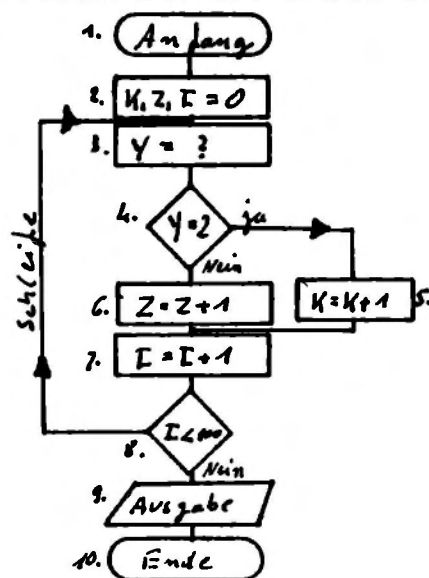 1. Anfang
2. K, Z, I = 0
3. Y = ?
4. Y=2 ja
Nein
Schleife
6. Z = Z+1
K=K+1 5.
7. I = I+1
8. I<100
Nein
9. Ausgabe
10. Ende